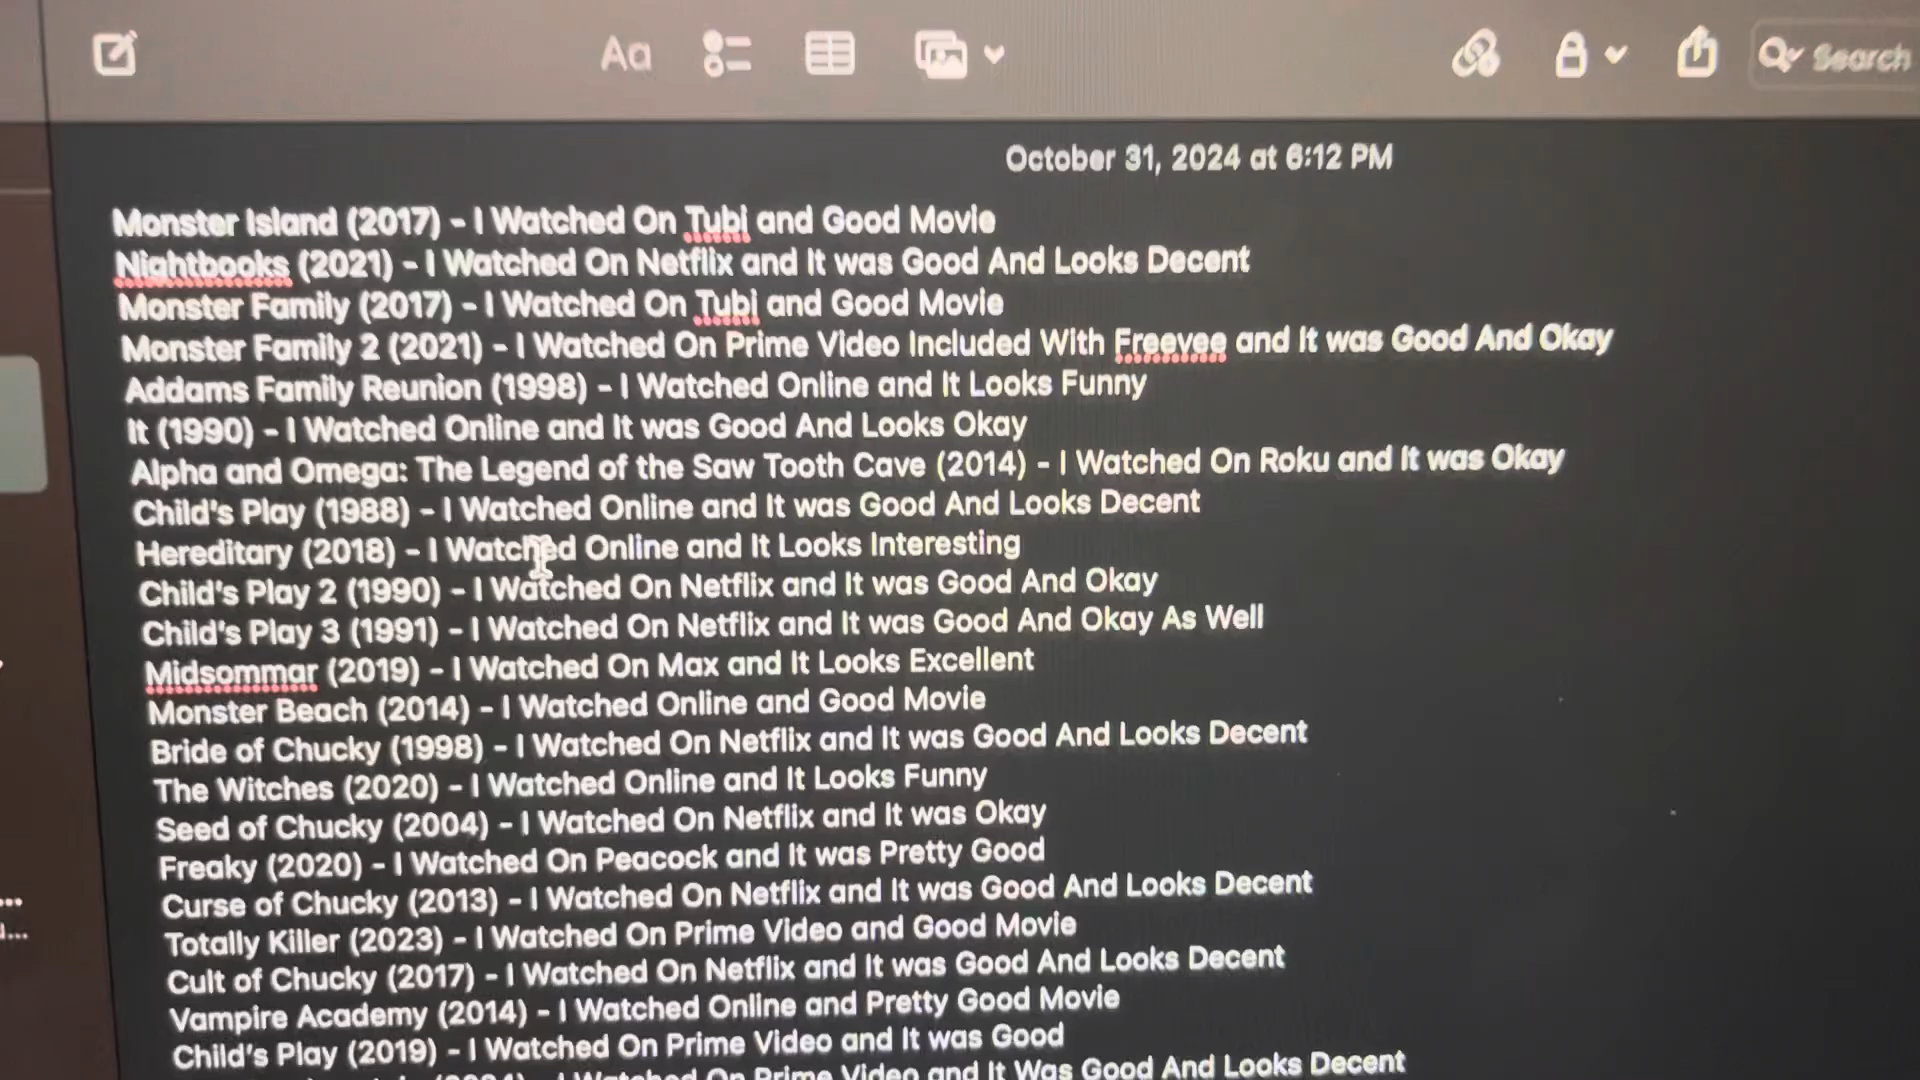 Aa
Search
October 31, 2024 at 6:12 PM
Monster Island (2017) - I Watched On Tubi and Good Movie
Nightbooks (2021) - I Watched On Netflix and It was Good And Looks Decent
Monster Family (2017) - I Watched On Tubi and Good Movie
Monster Family 2 (2021) - I Watched On Prime Video Included With Freevee and It was Good And Okay
Addams Family Reunion (1998) - I Watched Online and It Looks Funny
It (1990) - I Watched Online and It was Good And Looks Okay
Alpha and Omega: The Legend of the Saw Tooth Cave (2014) - I Watched On Roku and It was Okay
Child's Play (1988) - I Watched Online and It was Good And Looks Decent
Hereditary (2018) - I Watched Online and It Looks Interesting
Child's Play 2 (1990) - I Watched On Netflix and It was Good And Okay
Child's Play 3 (1991) - I Watched On Netflix and It was Good And Okay As Well
Midsommar (2019) - I Watched On Max and It Looks Excellent
Monster Beach (2014) - I Watched Online and Good Movie
Bride of Chucky (1998) - I Watched On Netflix and It was Good And Looks Decent
The Witches (2020) - I Watched Online and It Looks Funny
Seed of Chucky (2004) - I Watched On Netflix and It was Okay
Freaky (2020) - I Watched On Peacock and It was Pretty Good
Curse of Chucky (2013) - I Watched On Netflix and It was Good And Looks Decent
Totally Killer (2023) - I Watched On Prime Video and Good Movie
Cult of Chucky (2017) - I Watched On Netflix and It was Good And Looks Decent
Vampire Academy (2014) - I Watched Online and Pretty Good Movie
Child's Play (2019) - I Watched On Prime Video and It was Good
- I Watched On Prime Video and It Was Good And Looks Decent